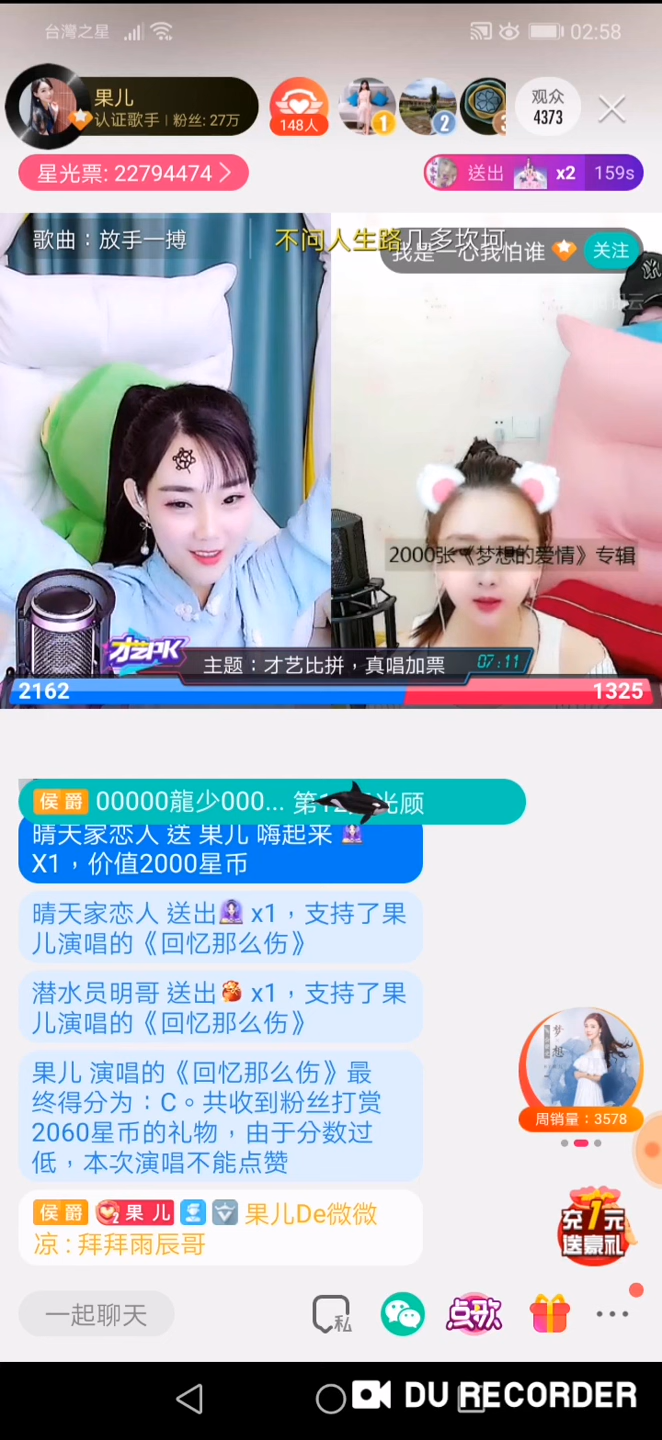 台灣之星
02:58
果儿
认证歌手 | 粉丝: 27万
148人
1
2
3
观众
4373
星光票: 22794474 >
送出 x2 159s
歌曲：放手一搏
不问人生路几多坎坷
我是一心我怕谁
关注
2000张《梦想的爱情》专辑
才艺PK
主题：才艺比拼，真唱加票
07:11
2162
1325
侯爵 00000龍少000... 第12 光顾
晴天家恋人 送 果儿 嗨起来
X1，价值2000星币
晴天家恋人 送出 x1，支持了果
儿演唱的《回忆那么伤》
潜水员明哥 送出 x1，支持了果
儿演唱的《回忆那么伤》
果儿 演唱的《回忆那么伤》最
终得分为：C。共收到粉丝打赏
2060星币的礼物，由于分数过
低，本次演唱不能点赞
梦想
周销量：3578
侯爵 2 果儿 果儿De微微
凉 : 拜拜雨辰哥
充1元
送豪礼
一起聊天
私
点歌
DU RECORDER